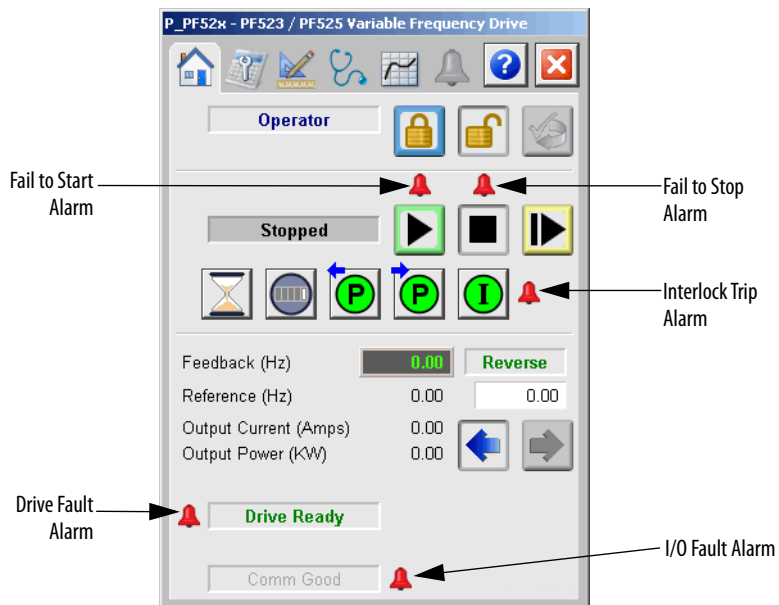 P_PF52x - PF523 / PF525 Variable Frequency Drive
?
Operator
Fail to Start
Alarm
Fail to Stop
Alarm
Stopped
P
P
I
Interlock Trip
Alarm
Feedback (Hz) 0.00 Reverse
Reference (Hz) 0.00 0.00
Output Current (Amps) 0.00
Output Power (KW) 0.00
Drive Fault
Alarm
Drive Ready
I/O Fault Alarm
Comm Good